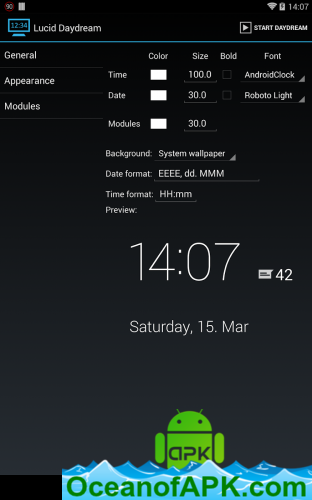 90
14:07
12:34
Lucid Daydream
START DAYDREAM
General
Appearance
Modules
Color Size Bold Font
Time 100.0 AndroidClock
Date 30.0 Roboto Light
Modules 30.0
Background: System wallpaper
Date format: EEEE, dd. MMM
Time format: HH:mm
Preview:
14:07
42
Saturday, 15. Mar
APK
OceanofAPK.com